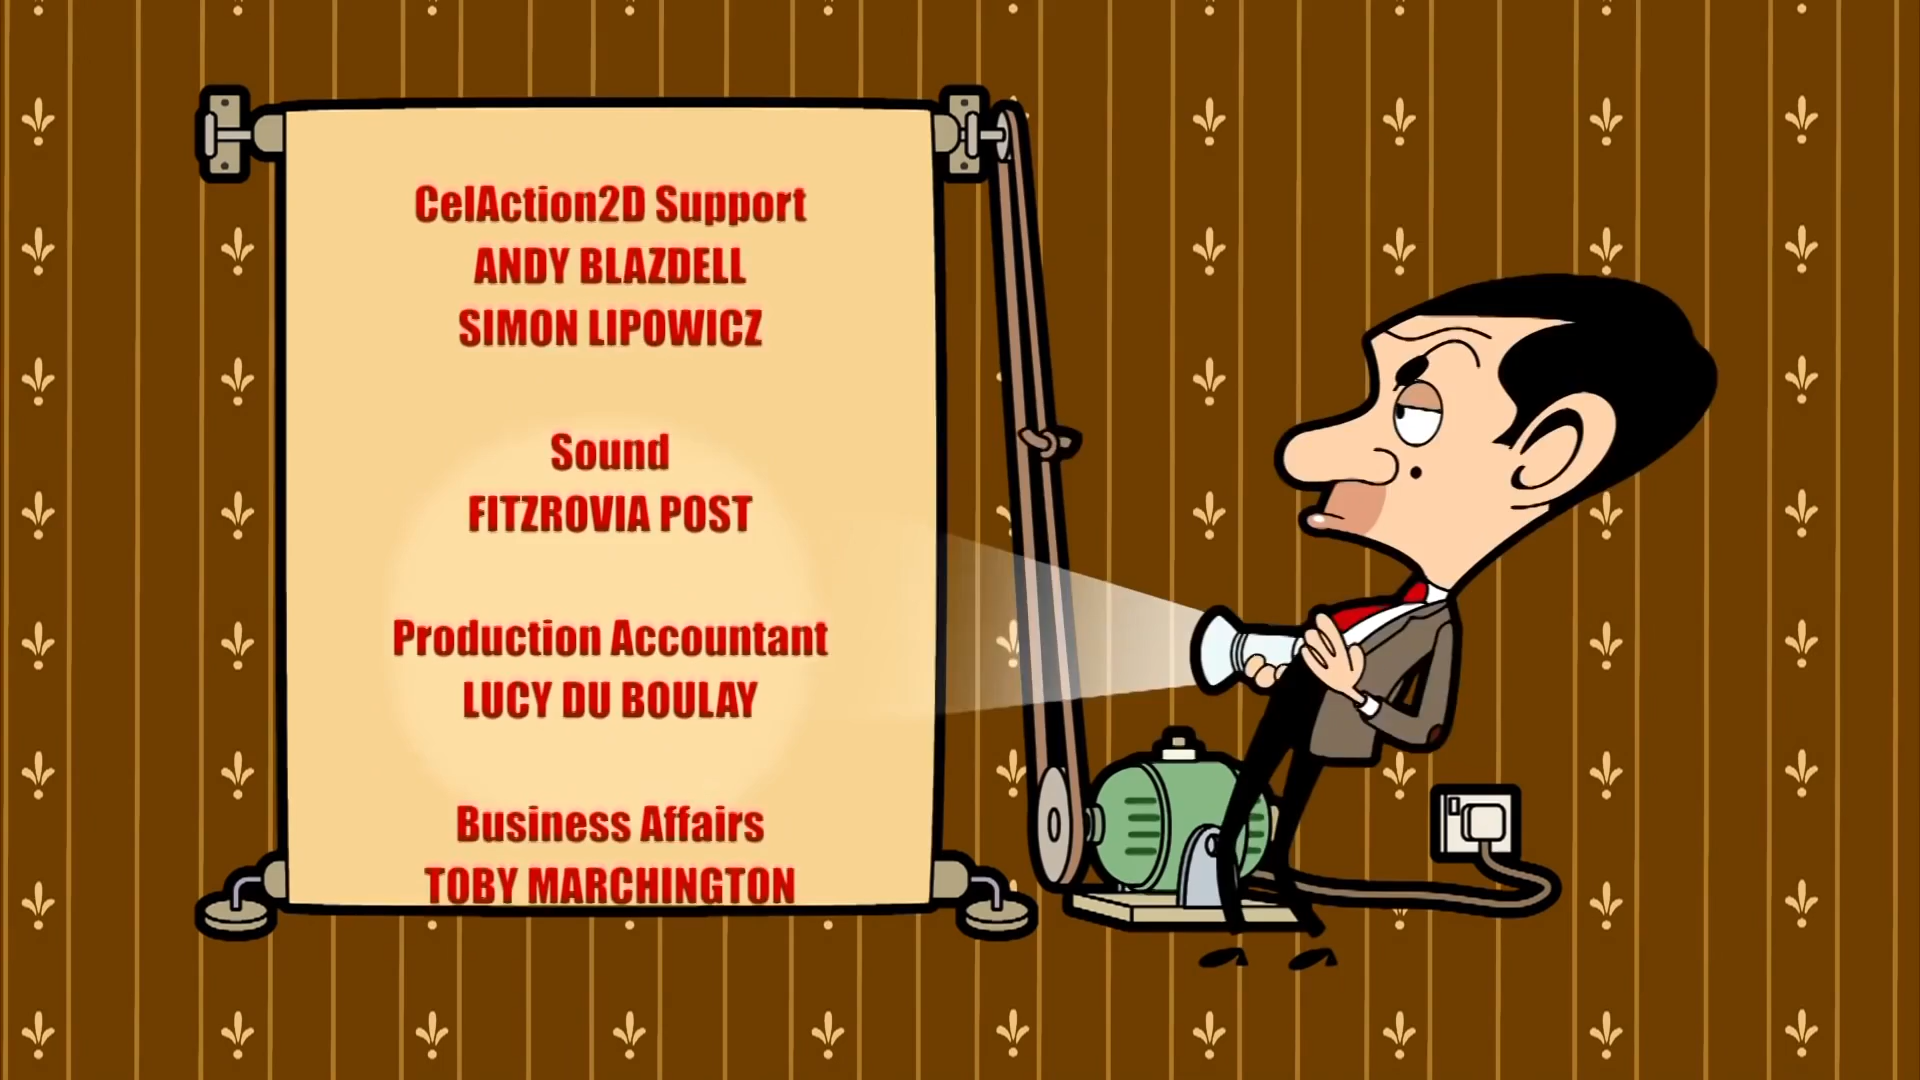 CelAction2D Support
ANDY BLAZDELL
SIMON LIPOWICZ
Sound
FITZROVIA POST
Production Accountant
LUCY DU BOULAY
Business Affairs
TOBY MARCHINGTON